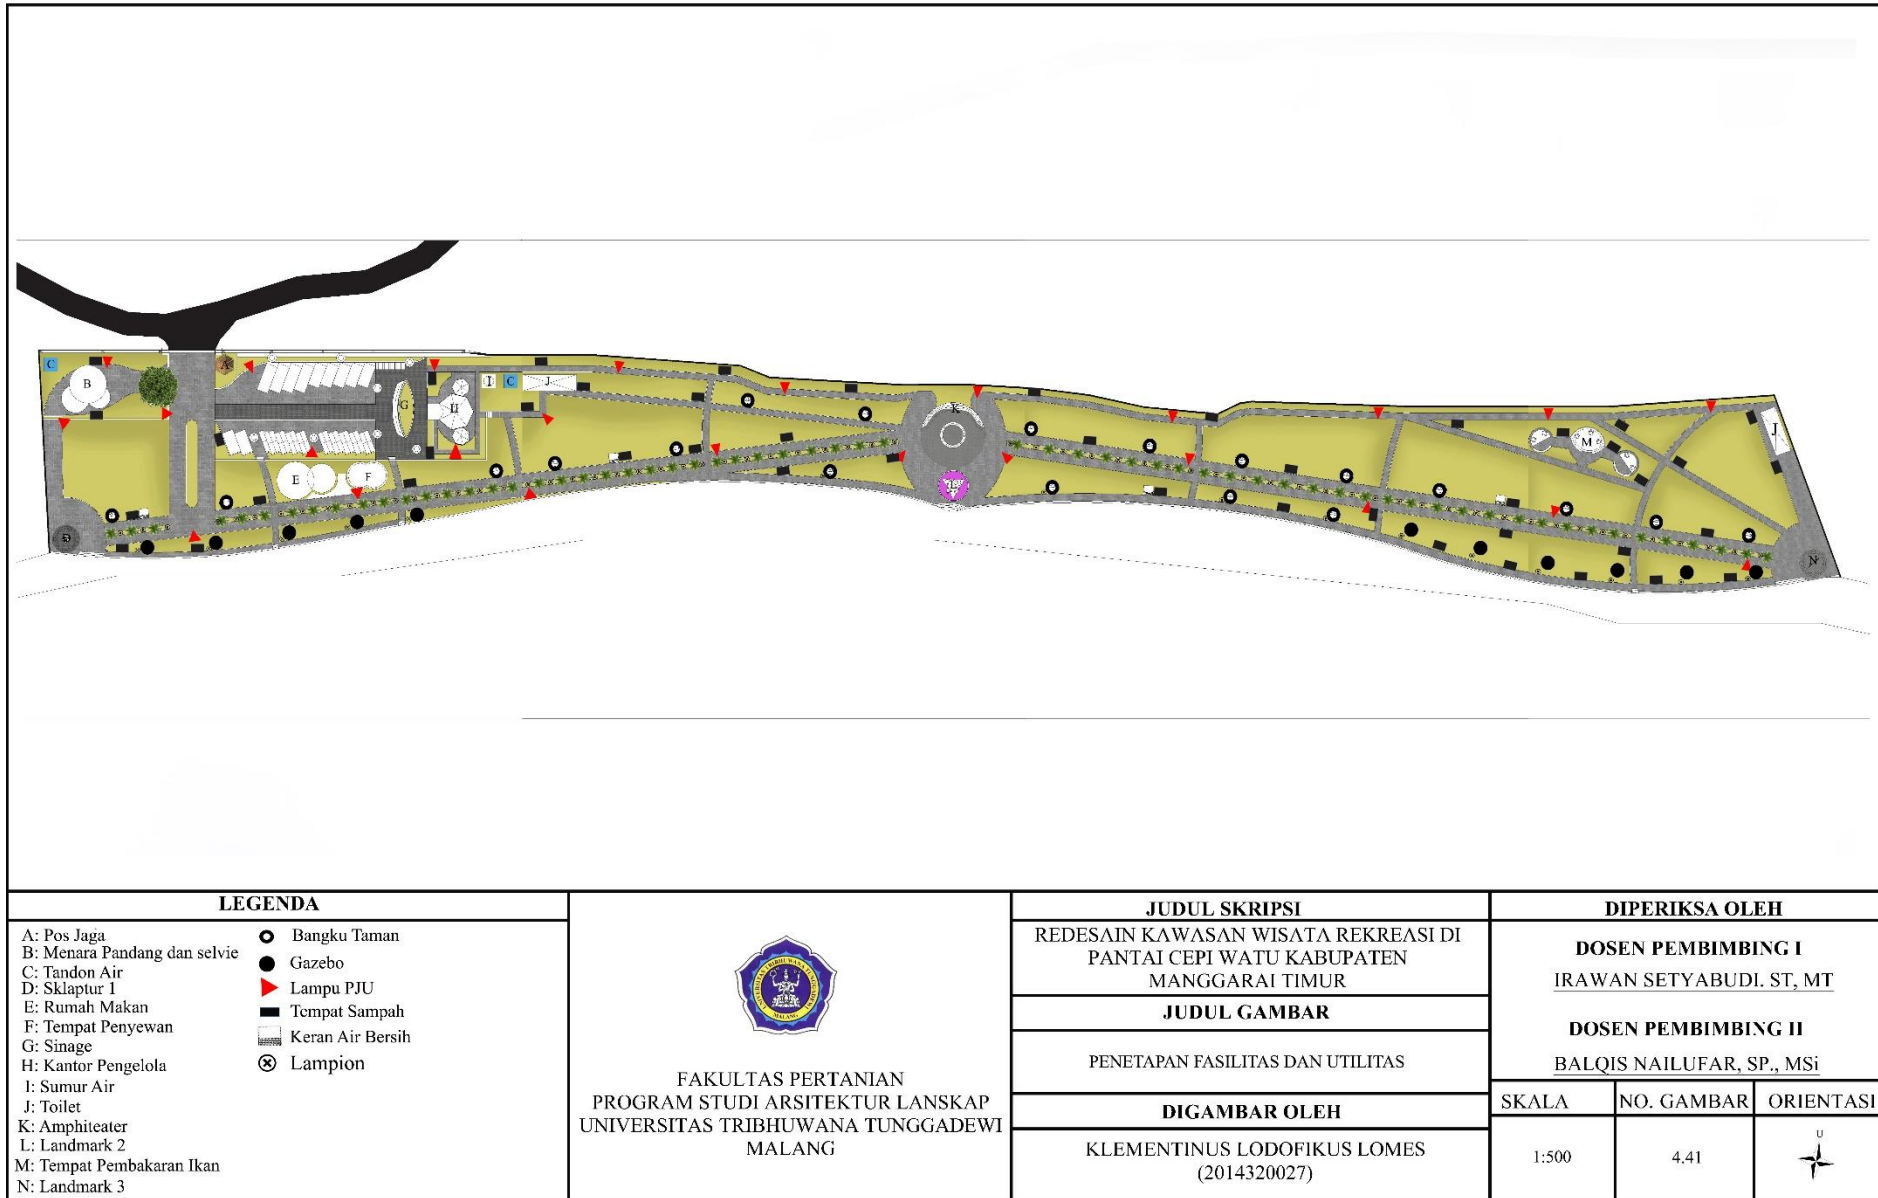 C
B
A
G
H
I
C
J
K
J
M
E
F
L
D
N
LEGENDA
A: Pos Jaga
B: Menara Pandang dan selvie
C: Tandon Air
D: Sklaptur 1
E: Rumah Makan
F: Tempat Penyewan
G: Sinage
H: Kantor Pengelola
I: Sumur Air
J: Toilet
K: Amphiteater
L: Landmark 2
M: Tempat Pembakaran Ikan
N: Landmark 3
Bangku Taman
Gazebo
Lampu PJU
Tempat Sampah
Keran Air Bersih
Lampion
UNIVERSITAS TRIBHUWANA TUNGGADEWI
MALANG
FAKULTAS PERTANIAN
PROGRAM STUDI ARSITEKTUR LANSKAP
UNIVERSITAS TRIBHUWANA TUNGGADEWI
MALANG
JUDUL SKRIPSI
REDESAIN KAWASAN WISATA REKREASI DI
PANTAI CEPI WATU KABUPATEN
MANGGARAI TIMUR
JUDUL GAMBAR
PENETAPAN FASILITAS DAN UTILITAS
DIGAMBAR OLEH
KLEMENTINUS LODOFIKUS LOMES
(2014320027)
DIPERIKSA OLEH
DOSEN PEMBIMBING I
IRAWAN SETYABUDI. ST, MT
DOSEN PEMBIMBING II
BALQIS NAILUFAR, SP., MSi
SKALA
NO. GAMBAR
ORIENTASI
1:500
4.41
U